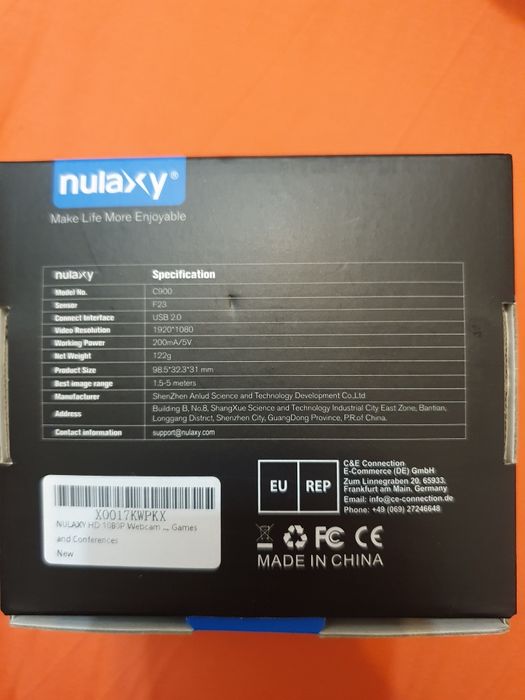 nulaxy®
Make Life More Enjoyable
nulaxy Specification
Model No. C900
Sensor F23
Connect Interface USB 2.0
Video Resolution 1920*1080
Working Power 200mA/5V
Net Weight 122g
Product Size 98.5*32.3*31 mm
Best image range 1.5-5 meters
Manufacturer ShenZhen Anlud Science and Technology Development Co.,Ltd
Address Building B, No.8, ShangXue Science and Technology Industrial City East Zone, Bantian,
Longgang District, Shenzhen City, GuangDong Province, P.R.of China.
Contact information support@nulaxy.com
EU REP
C&E Connection
E-Commerce (DE) GmbH
Zum Linnegraben 20, 65933,
Frankfurt am Main, Germany
Email: info@ce-connection.de
Phone: +49 (069) 27246648
X0017KWPKX
NULAXY HD 1080P Webcam ... Games
and Conferences
New
FC CE
MADE IN CHINA